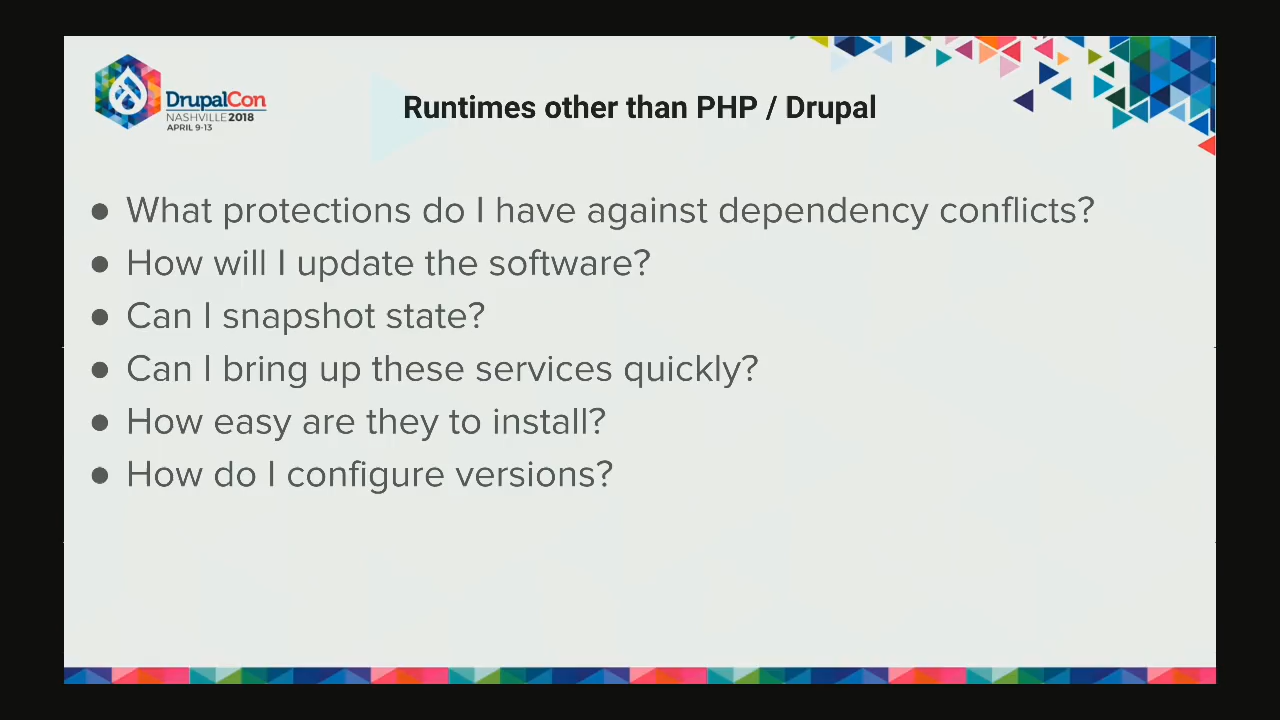 DrupalCon
NASHVILLE 2018
APRIL 9-13
Runtimes other than PHP / Drupal
● What protections do I have against dependency conflicts?
● How will I update the software?
● Can I snapshot state?
● Can I bring up these services quickly?
● How easy are they to install?
● How do I configure versions?